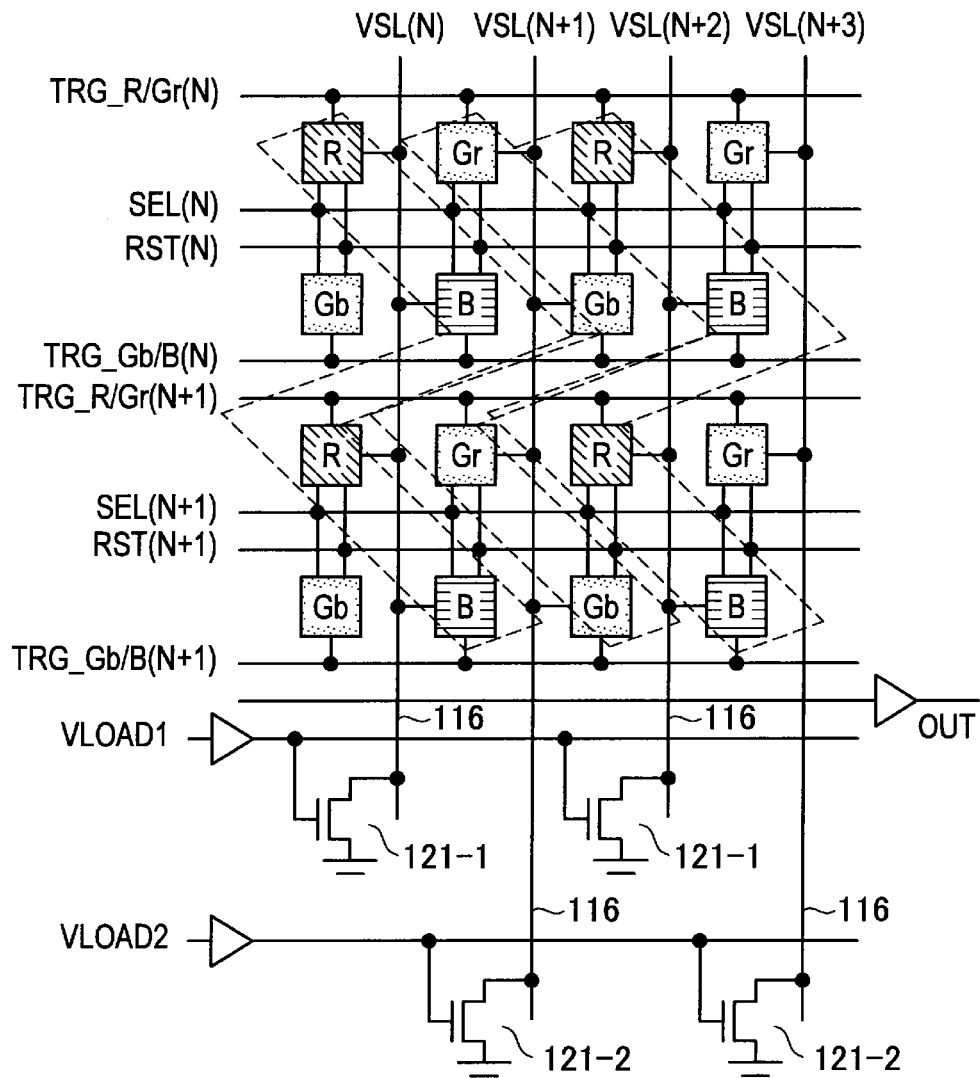 VSL(N) VSL(N+1) VSL(N+2) VSL(N+3)
TRG_R/Gr(N)
R Gr R Gr
SEL(N)
RST(N)
Gb B Gb B
TRG_Gb/B(N)
TRG_R/Gr(N+1)
R Gr R Gr
SEL(N+1)
RST(N+1)
Gb B Gb B
TRG_Gb/B(N+1)
116 116 OUT
VLOAD1
121-1 121-1
116 116
VLOAD2
121-2 121-2